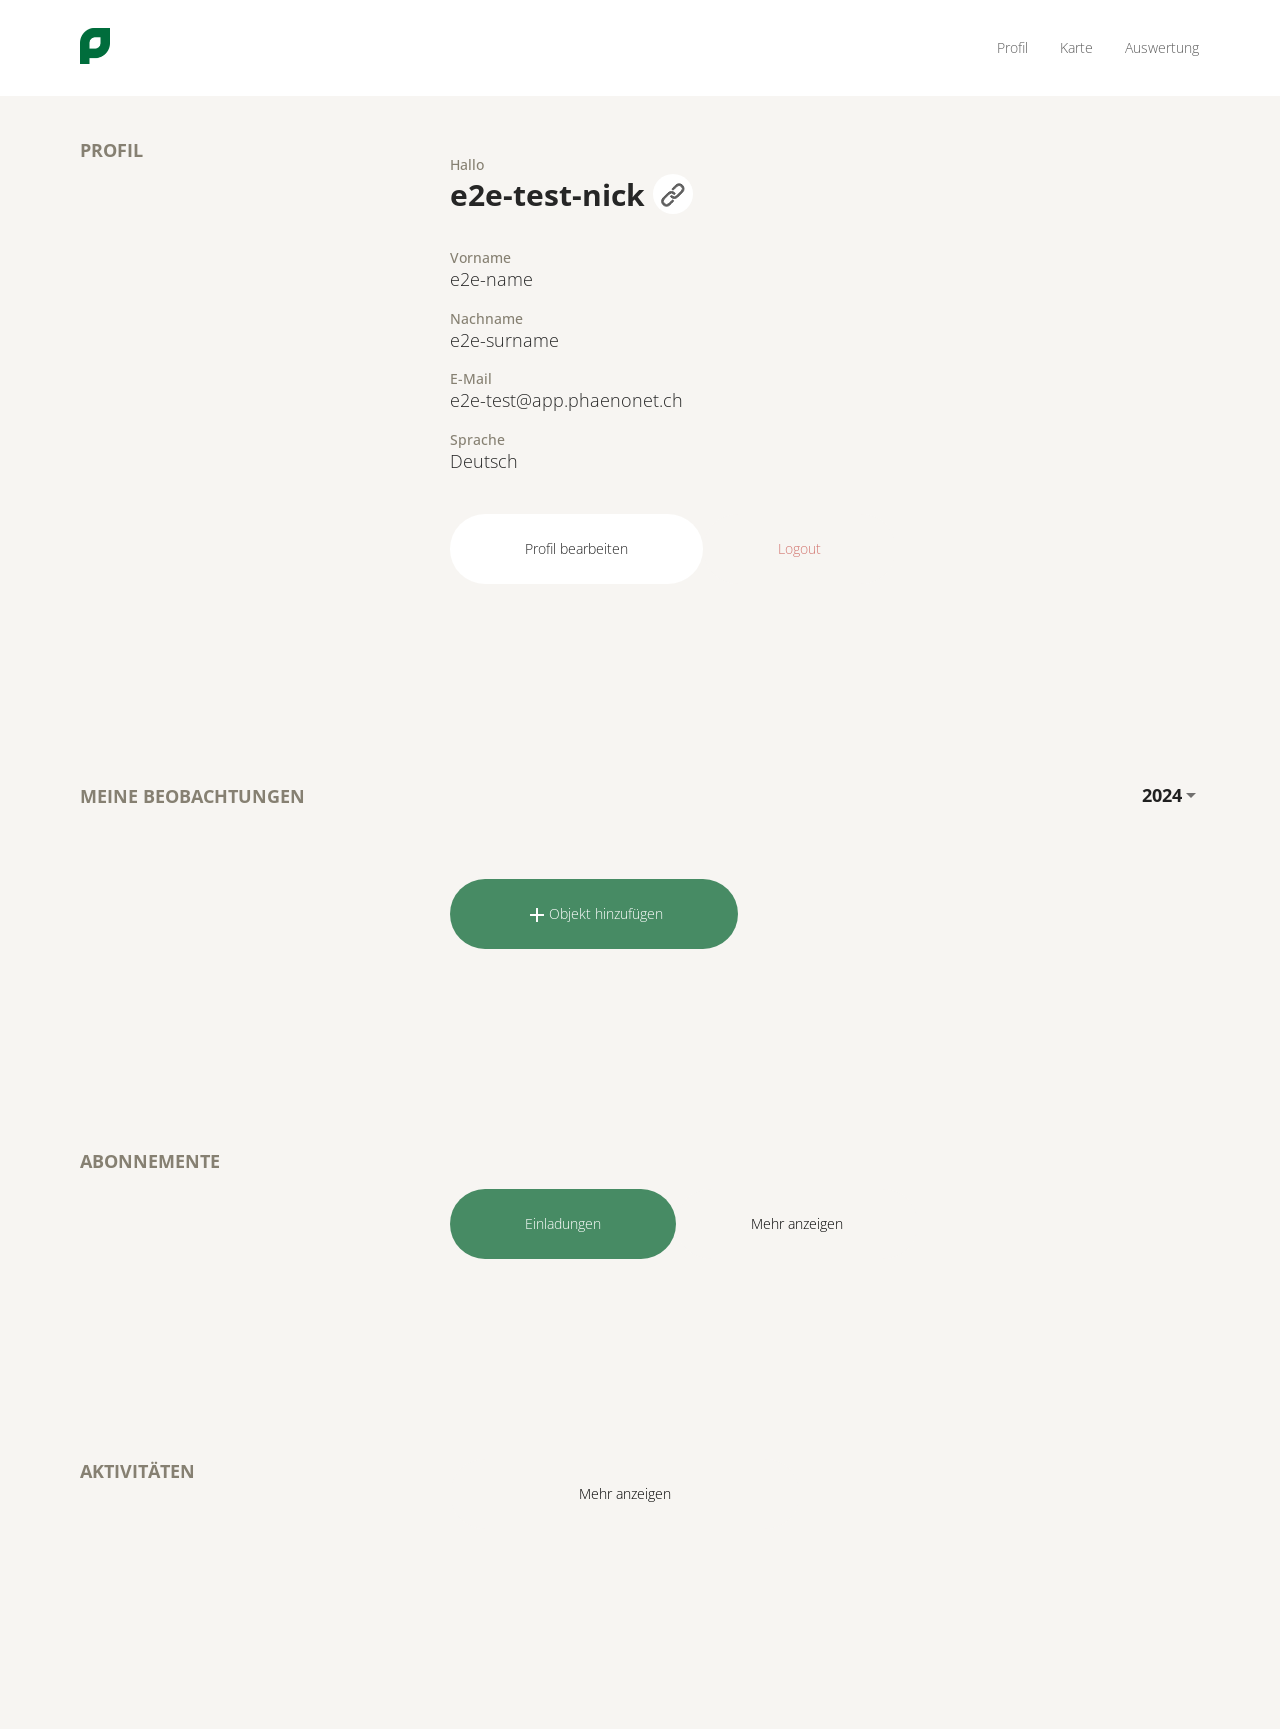 Profil Karte Auswertung
PROFIL
Hallo
e2e-test-nick
Vorname
e2e-name
Nachname
e2e-surname
E-Mail
e2e-test@app.phaenonet.ch
Sprache
Deutsch
Profil bearbeiten Logout
MEINE BEOBACHTUNGEN 2024
Objekt hinzufügen
ABONNEMENTE
Einladungen Mehr anzeigen
AKTIVITÄTEN
Mehr anzeigen